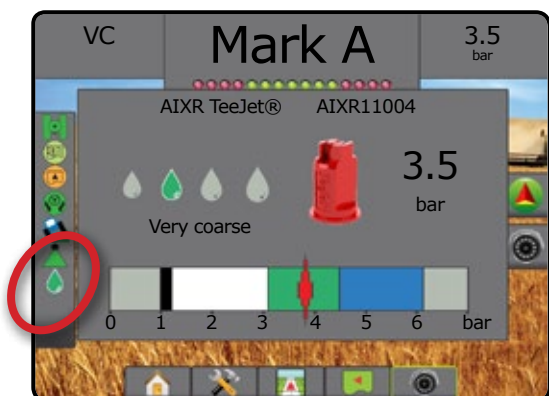 VC Mark A 3.5
bar
AIXR TeeJet® AIXR11004
3.5
bar
Very coarse
0 1 2 3 4 5 6 bar